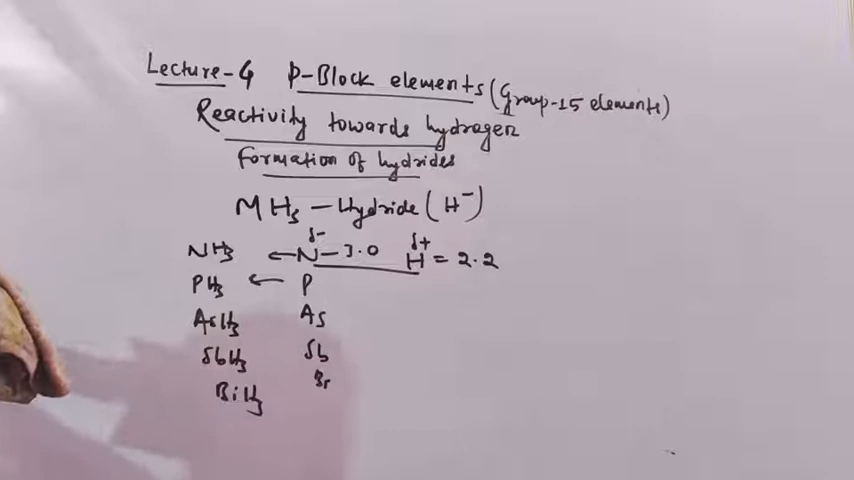 Lecture-4 P-Block elements (Group-15 elements)
Reactivity towards hydrogen
Formation of hydrides
MH₃ – Hydride (H⁻)
δ- δ+
NH₃ ← N – 3.0 H = 2.2
PH₃ ← P
AsH₃ As
SbH₃ Sb
BiH₃